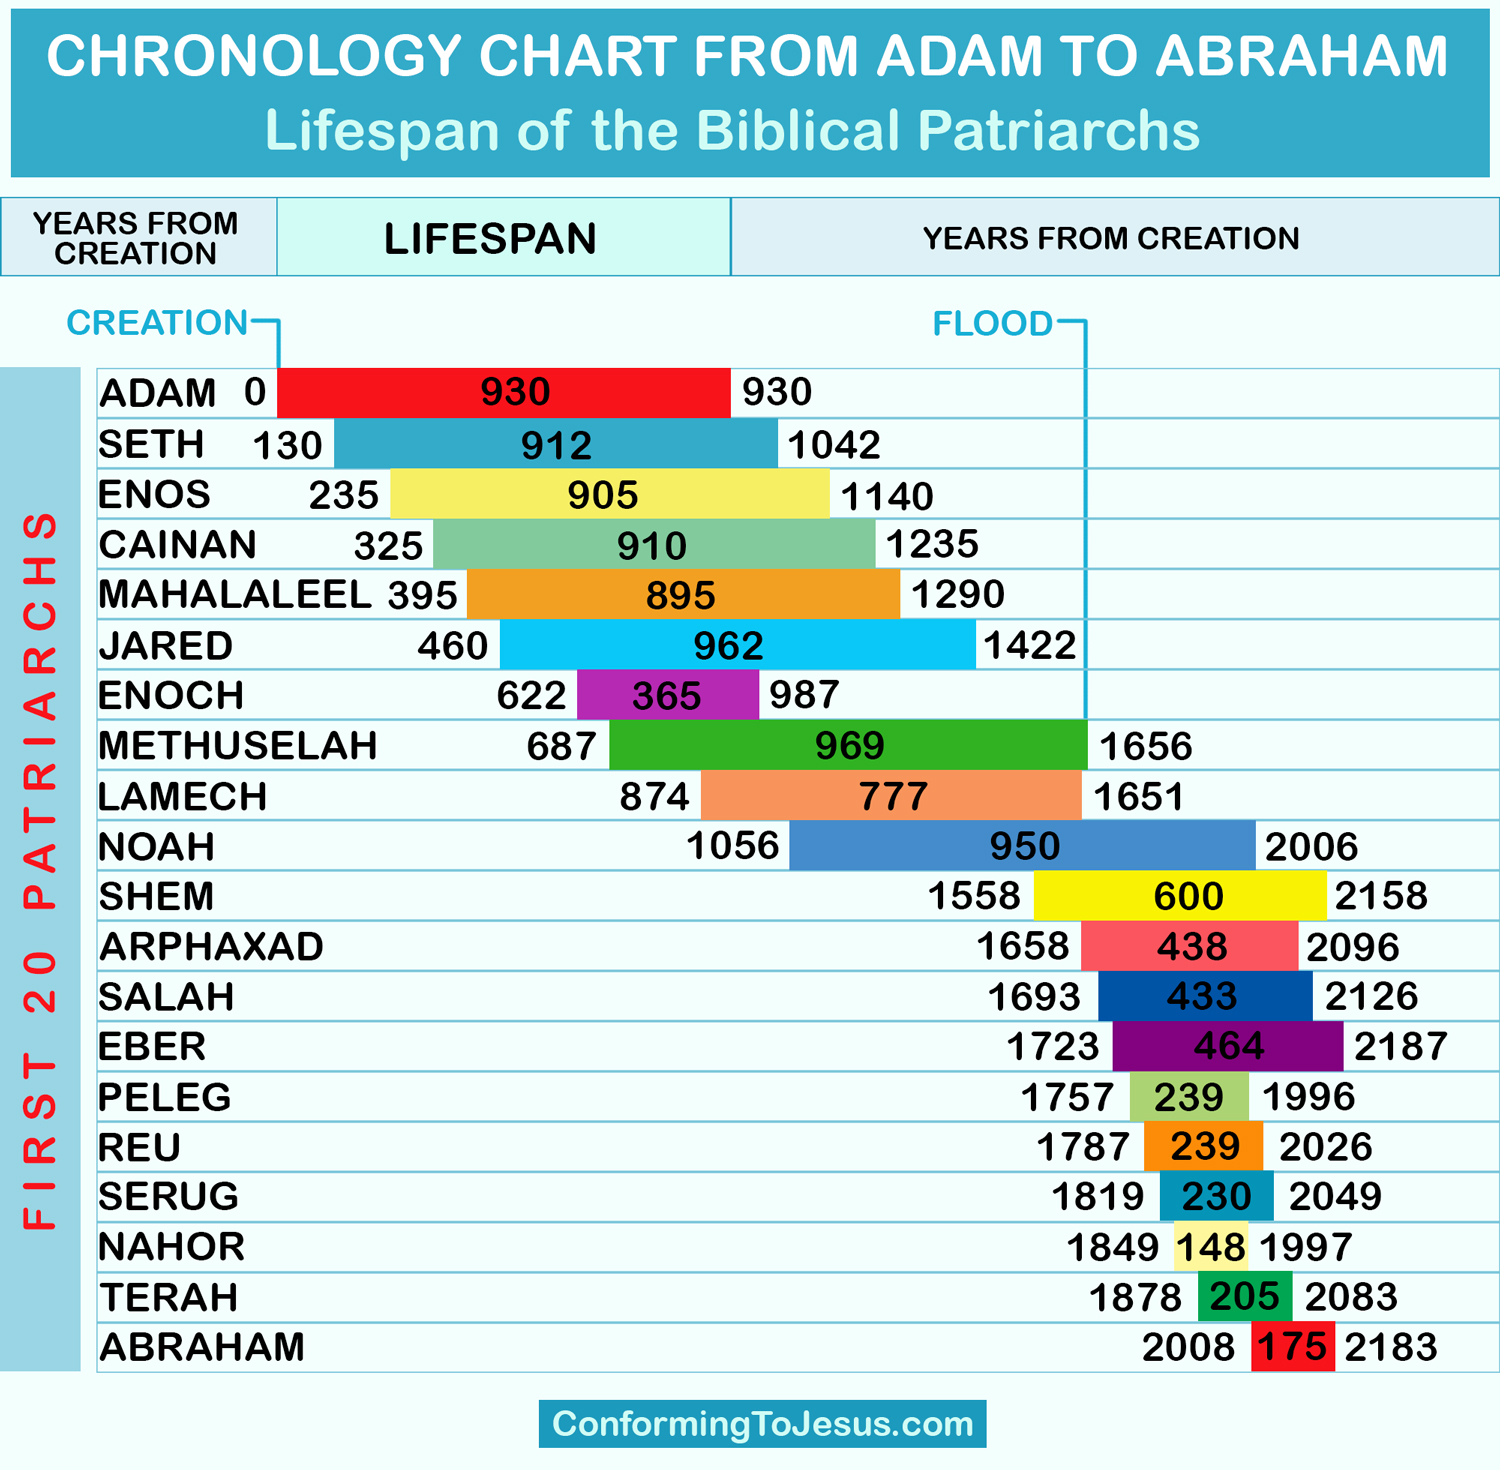 CHRONOLOGY CHART FROM ADAM TO ABRAHAM
Lifespan of the Biblical Patriarchs
YEARS FROM
CREATION
LIFESPAN
YEARS FROM CREATION
CREATION
FLOOD
FIRST 20 PATRIARCHS
ADAM 0 930 930
SETH 130 912 1042
ENOS 235 905 1140
CAINAN 325 910 1235
MAHALALEEL 395 895 1290
JARED 460 962 1422
ENOCH 622 365 987
METHUSELAH 687 969 1656
LAMECH 874 777 1651
NOAH 1056 950 2006
SHEM 1558 600 2158
ARPHAXAD 1658 438 2096
SALAH 1693 433 2126
EBER 1723 464 2187
PELEG 1757 239 1996
REU 1787 239 2026
SERUG 1819 230 2049
NAHOR 1849 148 1997
TERAH 1878 205 2083
ABRAHAM 2008 175 2183
ConformingToJesus.com